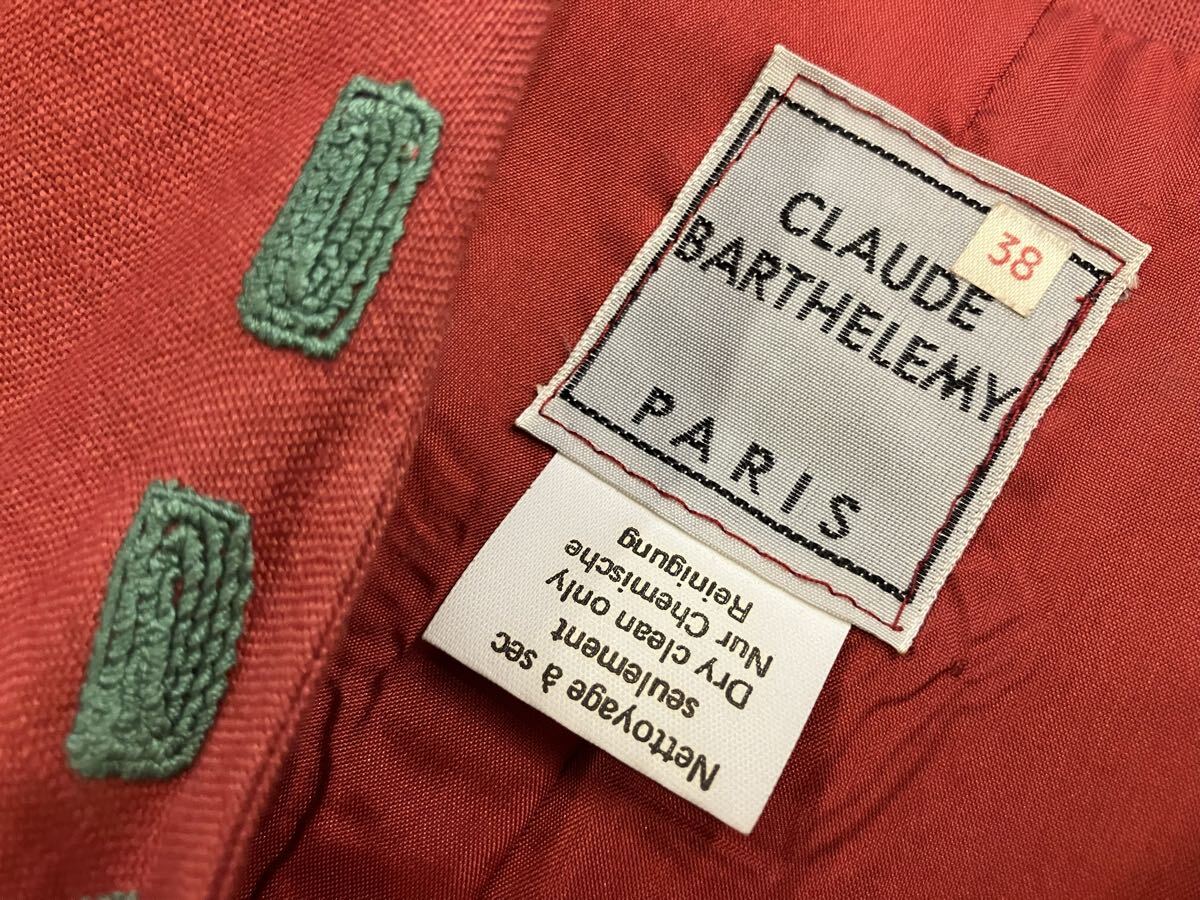 CLAUDE
BARTHELEMY
PARIS
38
Nettoyage à sec
seulement
Dry clean only
Nur Chemische
Reinigung